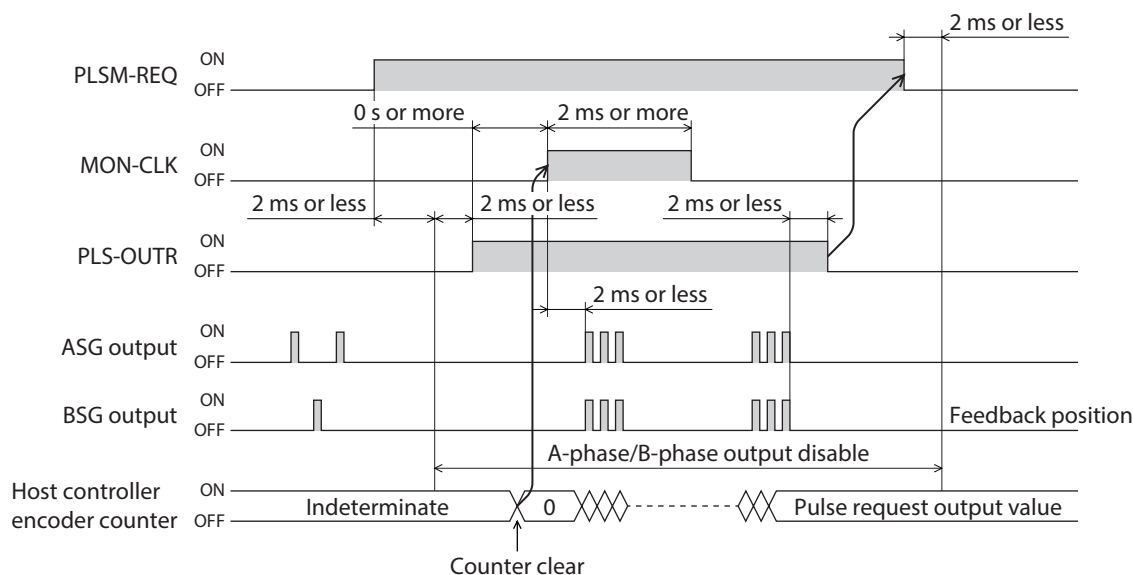 2 ms or less
PLSM-REQ
ON
OFF
0 s or more
2 ms or more
MON-CLK
ON
OFF
2 ms or less
2 ms or less
2 ms or less
PLS-OUTR
ON
OFF
2 ms or less
ASG output
ON
OFF
BSG output
ON
OFF
Feedback position
A-phase/B-phase output disable
Host controller
encoder counter
ON
OFF
Indeterminate
0
Pulse request output value
Counter clear